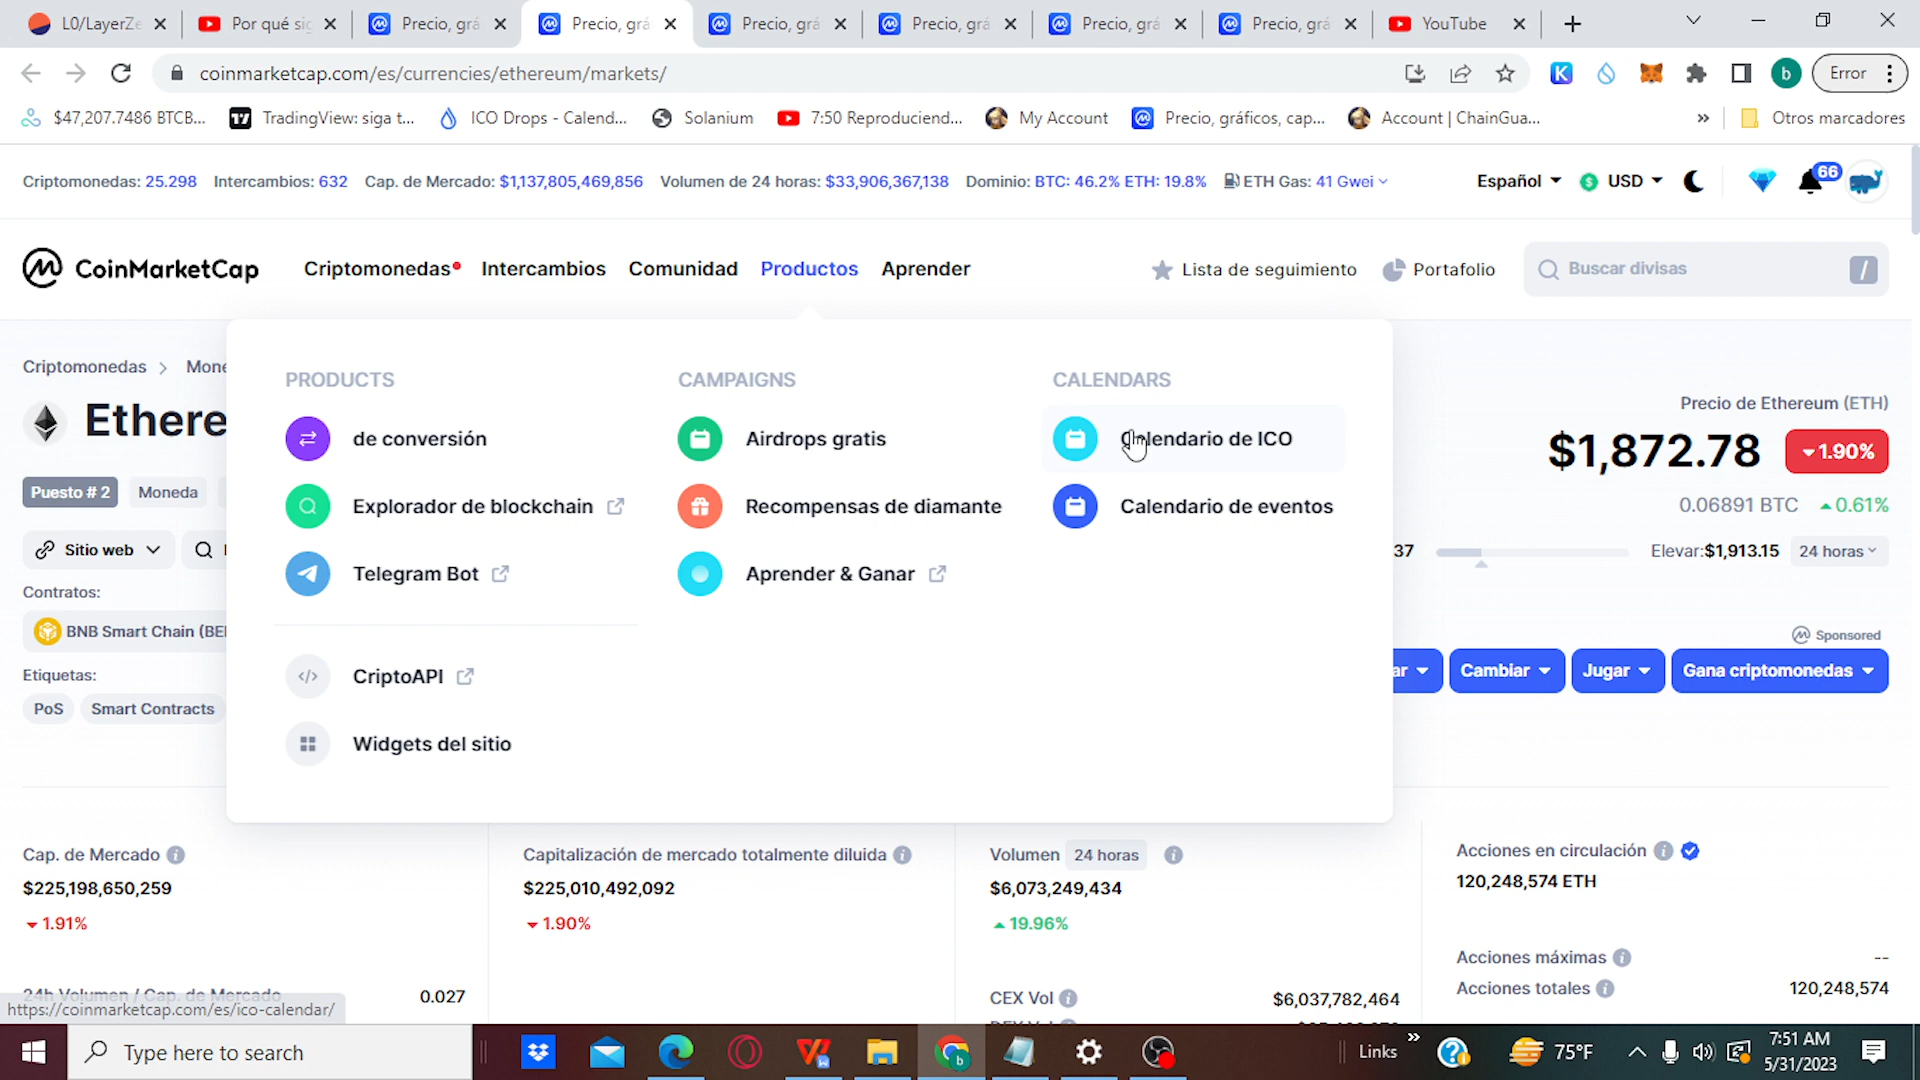 L0/LayerZe
Por qué sig
Precio, grá
Precio, grá
Precio, grá
Precio, grá
Precio, grá
Precio, grá
YouTube
coinmarketcap.com/es/currencies/ethereum/markets/
K
b
Error
$47,207.7486 BTCB...
TradingView: siga t...
ICO Drops - Calend...
Solanium
7:50 Reproduciend...
My Account
Precio, gráficos, cap...
Account | ChainGua...
»
Otros marcadores
Criptomonedas: 25.298
Intercambios: 632
Cap. de Mercado: $1,137,805,469,856
Volumen de 24 horas: $33,906,367,138
Dominio: BTC: 46.2% ETH: 19.8%
ETH Gas: 41 Gwei
Español
USD
66
CoinMarketCap
Criptomonedas
Intercambios
Comunidad
Productos
Aprender
Lista de seguimiento
Portafolio
Buscar divisas
/
Criptomonedas > Mone
Ethere
Puesto # 2
Moneda
Sitio web
Contratos:
BNB Smart Chain (BE
Etiquetas:
PoS
Smart Contracts
PRODUCTS
de conversión
Explorador de blockchain
Telegram Bot
CriptoAPI
Widgets del sitio
CAMPAIGNS
Airdrops gratis
Recompensas de diamante
Aprender & Ganar
CALENDARS
Calendario de ICO
Calendario de eventos
Precio de Ethereum (ETH)
$1,872.78
1.90%
0.06891 BTC
0.61%
37
Elevar:$1,913.15
24 horas
Sponsored
ar
Cambiar
Jugar
Gana criptomonedas
Cap. de Mercado
$225,198,650,259
1.91%
24h Volumen / Cap. de Mercado
0.027
Capitalización de mercado totalmente diluida
$225,010,492,092
1.90%
Volumen
24 horas
$6,073,249,434
19.96%
CEX Vol
$6,037,782,464
Acciones en circulación
120,248,574 ETH
Acciones máximas
--
Acciones totales
120,248,574
https://coinmarketcap.com/es/ico-calendar/
Type here to search
Links
»
75°F
7:51 AM
5/31/2023